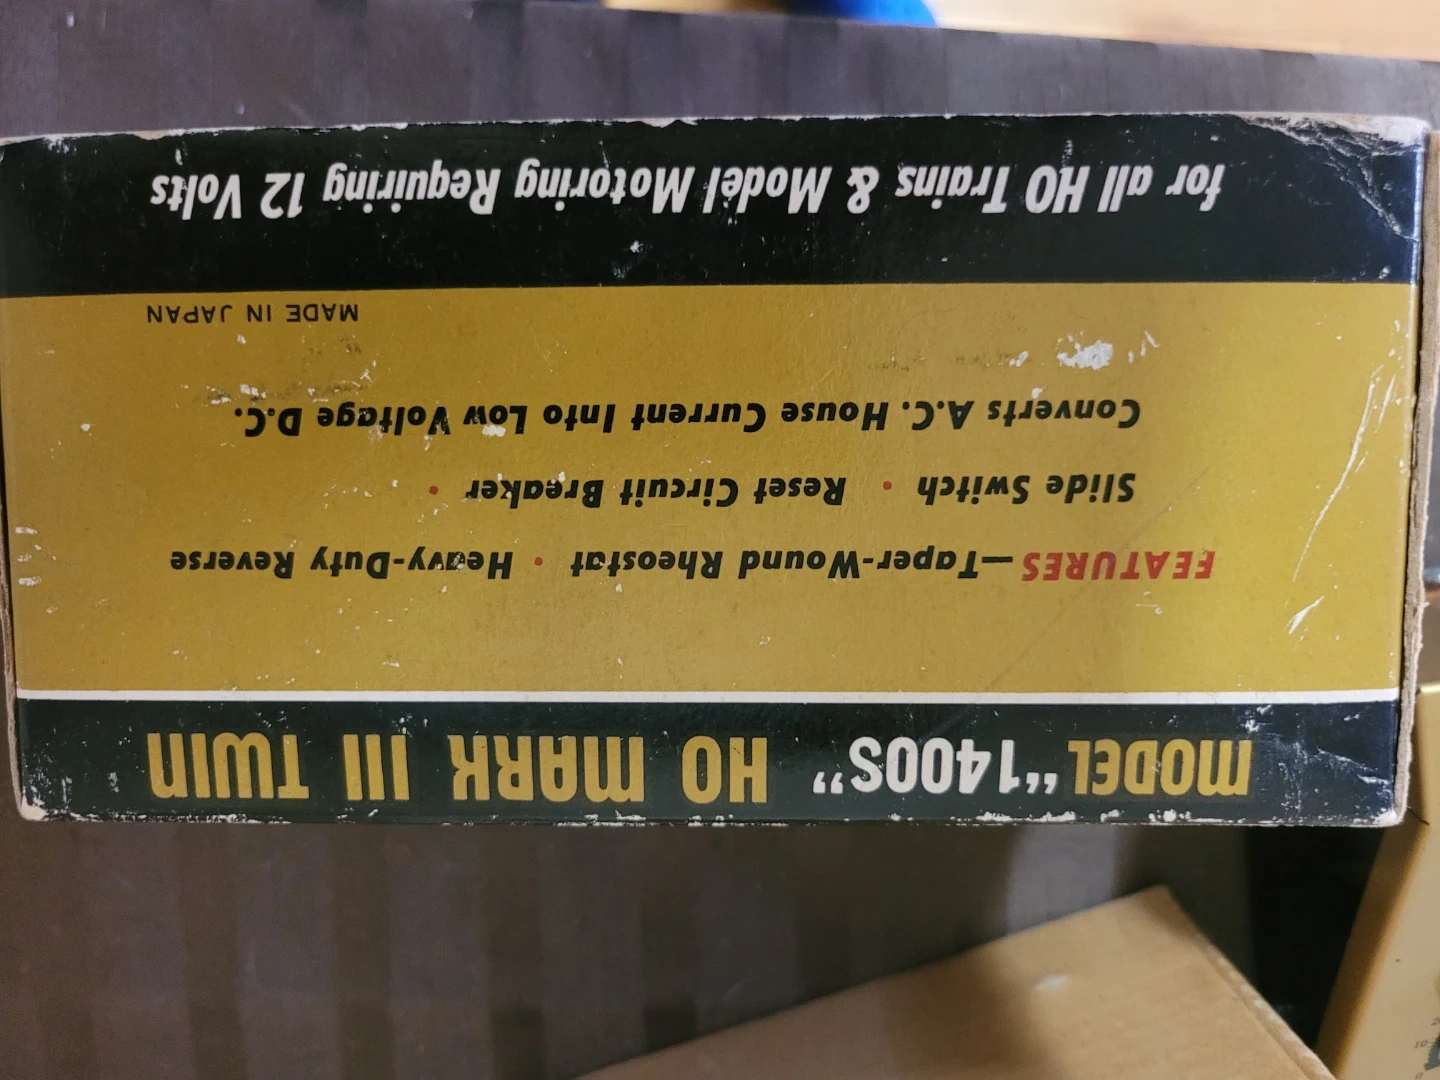 MODEL “1400S” HO MARK III TWIN
FEATURES—Taper-Wound Rheostat • Heavy-Duty Reverse
Slide Switch • Reset Circuit Breaker •
Converts A.C. House Current Into Low Voltage D.C.
MADE IN JAPAN
for all HO Trains & Model Motoring Requiring 12 Volts